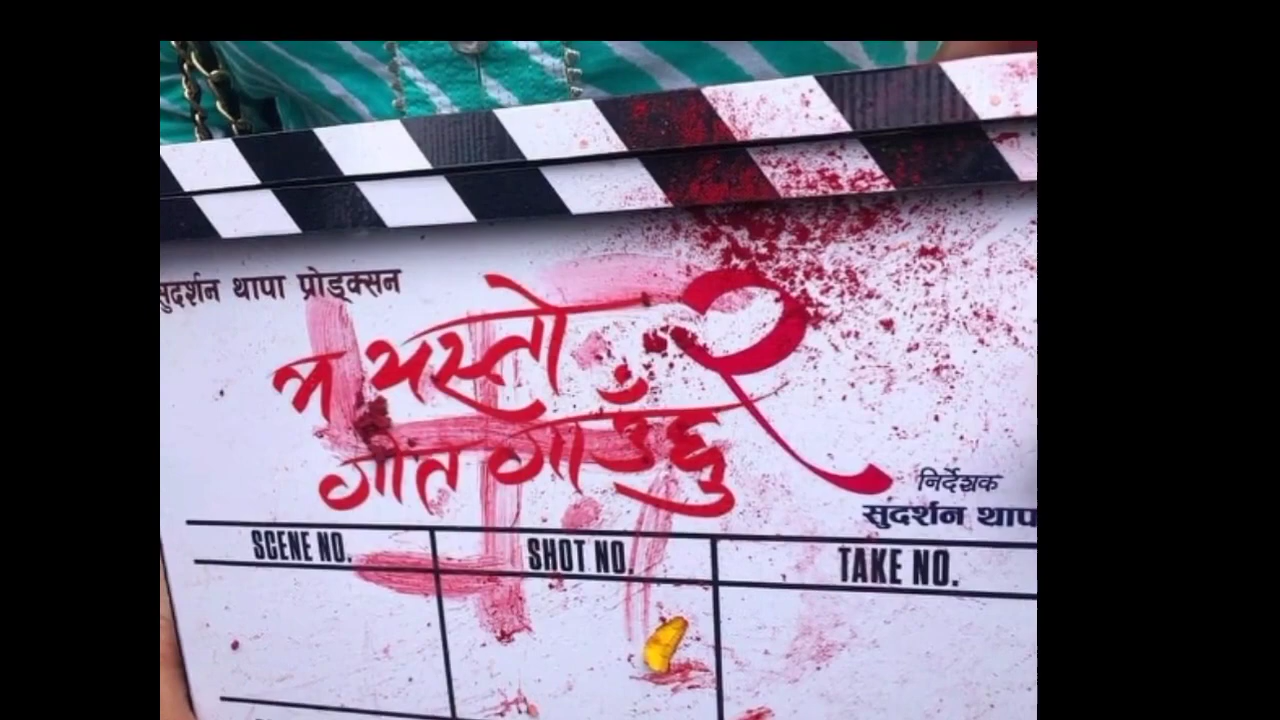 सुदर्शन थापा प्रोड्क्सन
म यस्तो २
गीत गाउँछु
निर्देशक
सुदर्शन थाप
SCENE NO.
SHOT NO.
TAKE NO.